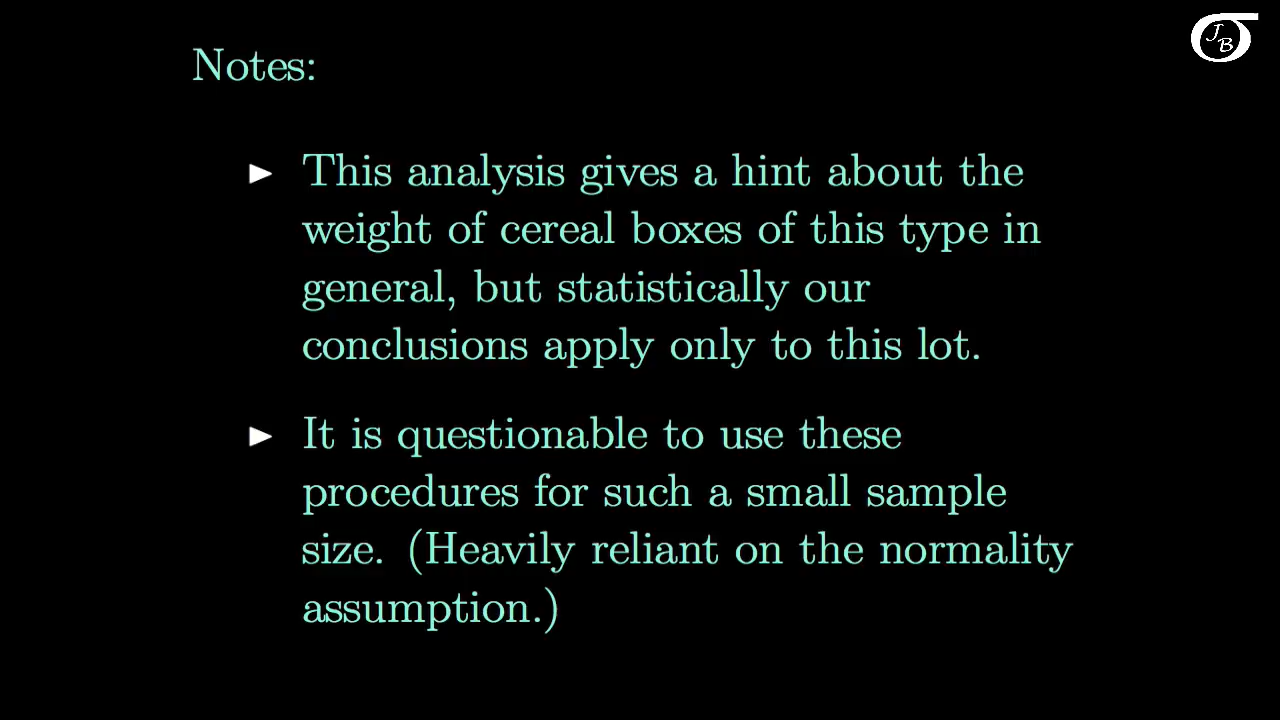 JB
Notes:
► This analysis gives a hint about the
weight of cereal boxes of this type in
general, but statistically our
conclusions apply only to this lot.
► It is questionable to use these
procedures for such a small sample
size. (Heavily reliant on the normality
assumption.)